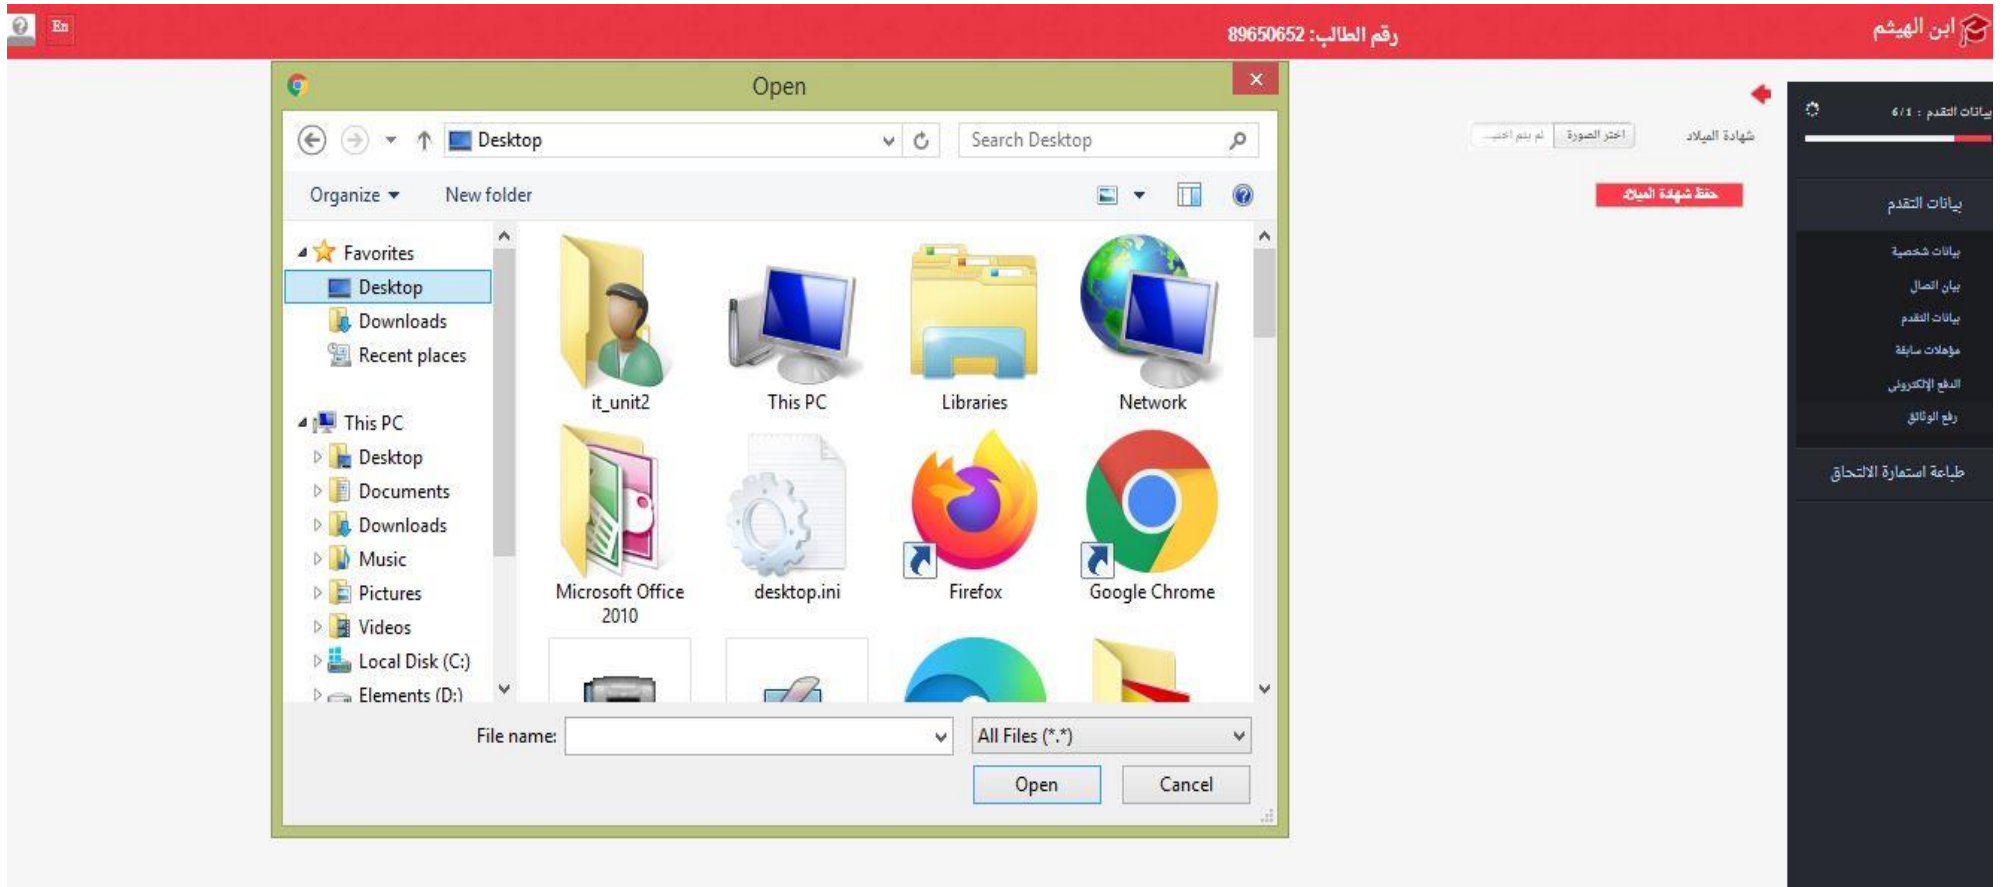 ابن الهيثم
رقم الطالب: 89650652
En
بيانات التقدم : 6/1
بيانات التقدم
بيانات شخصية
بيان اتصال
بيانات التقدم
مؤهلات سابقة
الدفع الإلكتروني
رفع الوثائق
طباعة استمارة الالتحاق
شهادة الميلاد
اختر الصورة
لم يتم اختيـ...
حفظ شهادة الميلاد
Open
Desktop
Search Desktop
Organize
New folder
Favorites
Desktop
Downloads
Recent places
This PC
Desktop
Documents
Downloads
Music
Pictures
Videos
Local Disk (C:)
Elements (D:)
it_unit2
This PC
Libraries
Network
Microsoft Office
2010
desktop.ini
Firefox
Google Chrome
File name:
All Files (*.*)
Open
Cancel